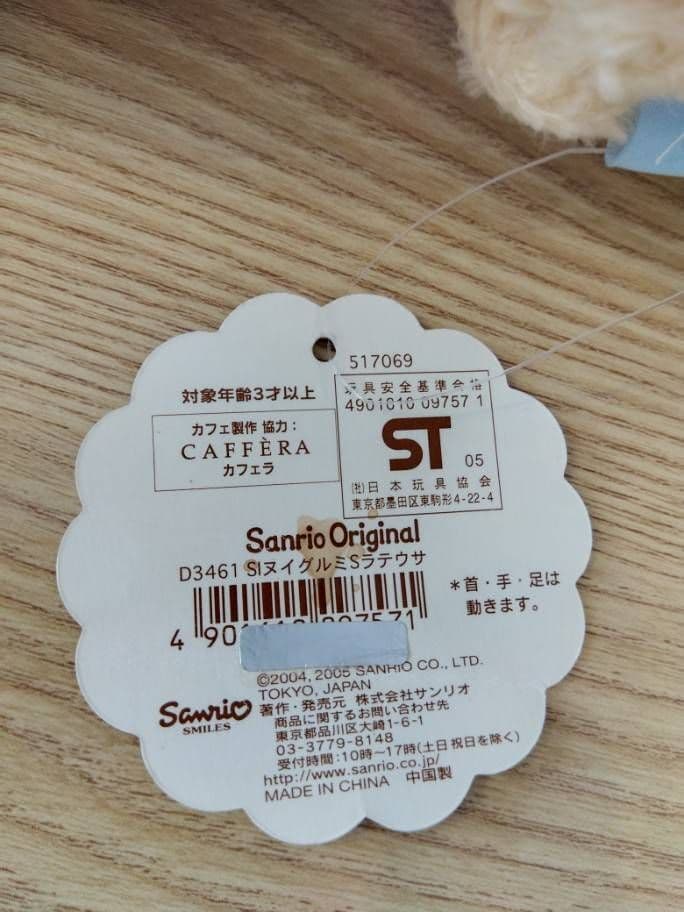 517069
対象年齢3才以上
玩具安全基準合格
4901610 09757 1
カフェ製作 協力:
CAFFÈRA
カフェラ
ST 05
(社)日本玩具協会
東京都墨田区東駒形4-22-4
Sanrio Original
D3461 SIヌイグルミSラテウサ
*首・手・足は
動きます。
4 901610 097571
©2004, 2005 SANRIO CO., LTD.
TOKYO, JAPAN
Sanrio
SMILES
著作・発売元 株式会社サンリオ
商品に関するお問い合わせ先
東京都品川区大崎1-6-1
03-3779-8148
受付時間:10時~17時(土日祝日を除く)
http://www.sanrio.co.jp/
MADE IN CHINA 中国製